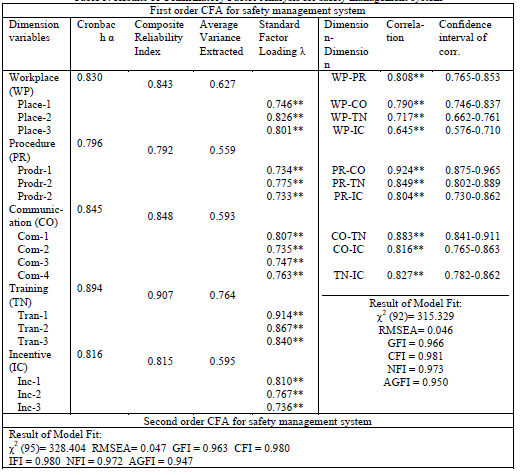 First order CFA for safety management system
Dimension variables Cronbac h α Composite Reliability Index Average Variance Extracted Standard Factor Loading λ Dimensio n- Dimensio n Correla- tion Confidence interval of corr.
Workplace (WP) 0.830 0.843 0.627 WP-PR 0.808** 0.765-0.853
Place-1 0.746** WP-CO 0.790** 0.746-0.837
Place-2 0.826** WP-TN 0.717** 0.662-0.761
Place-3 0.801** WP-IC 0.645** 0.576-0.710
Procedure (PR) 0.796 0.792 0.559
Prodr-1 0.734** PR-CO 0.924** 0.875-0.965
Prodr-2 0.775** PR-TN 0.849** 0.802-0.889
Prodr-2 0.733** PR-IC 0.804** 0.730-0.862
Communic- ation (CO) 0.845 0.848 0.593
Com-1 0.807** CO-TN 0.883** 0.841-0.911
Com-2 0.735** CO-IC 0.816** 0.765-0.863
Com-3 0.747**
Com-4 0.763** TN-IC 0.827** 0.782-0.862
Training (TN) 0.894 0.907 0.764
Tran-1 0.914**
Tran-2 0.867**
Tran-3 0.840**
Incentive (IC) 0.816 0.815 0.595
Inc-1 0.810**
Inc-2 0.767**
Inc-3 0.736**
Result of Model Fit:
χ² (92)= 315.329
RMSEA= 0.046
GFI = 0.966
CFI = 0.981
NFI = 0.973
AGFI = 0.950
Second order CFA for safety management system
Result of Model Fit:
χ² (95)= 328.404 RMSEA= 0.047 GFI = 0.963 CFI = 0.980
IFI = 0.980 NFI = 0.972 AGFI = 0.947